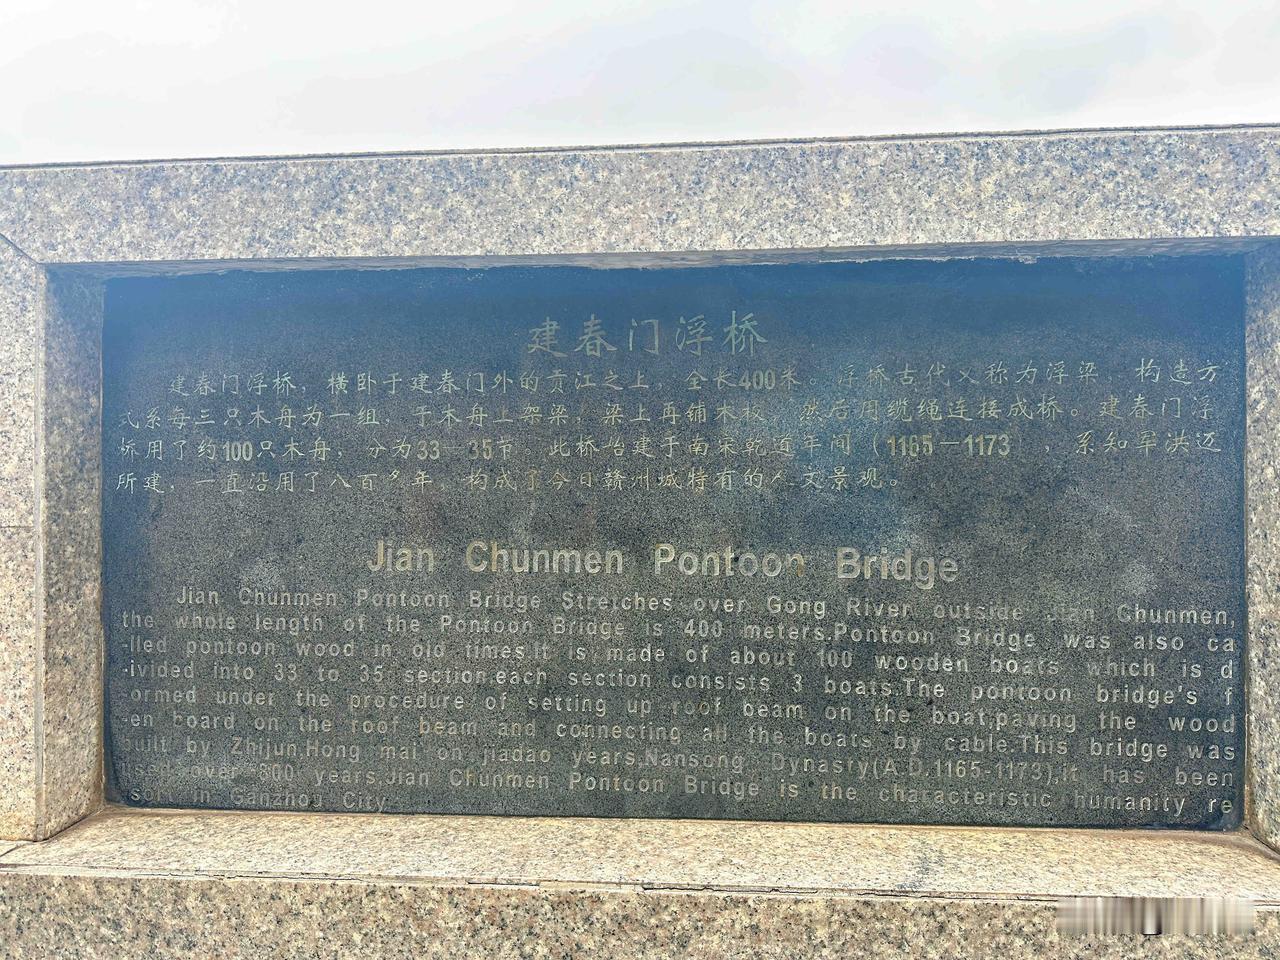 建春门浮桥
建春门浮桥，横卧于建春门外的贡江之上，全长400米。浮桥古代又称为浮梁，构造方
式系每三只木舟为一组，于木舟上架梁，梁上再铺木板，然后用缆绳连接成桥。建春门浮
桥用了约100只木舟，分为33—35节。此桥始建于南宋乾道年间（1165—1173），系知军洪迈
所建，一直沿用了八百多年，构成了今日赣州城特有的人文景观。
Jian Chunmen Pontoon Bridge
Jian Chunmen Pontoon Bridge Stretches over Gong River outside Jian Chunmen,
the whole length of the Pontoon Bridge is 400 meters.Pontoon Bridge was also ca
-lled pontoon wood in old times.It is made of about 100 wooden boats which is d
-ivided into 33 to 35 section.each section consists 3 boats.The pontoon bridge's f
-ormed under the procedure of setting up roof beam on the boat,paving the wood
-en board on the roof beam and connecting all the boats by cable.This bridge was
built by Zhijun,Hong mai on jiadao years,Nansong Dynasty(A.D.1165-1173),it has been
used over 800 years,Jian Chunmen Pontoon Bridge is the characteristic humanity re
-sort in Ganzhou City